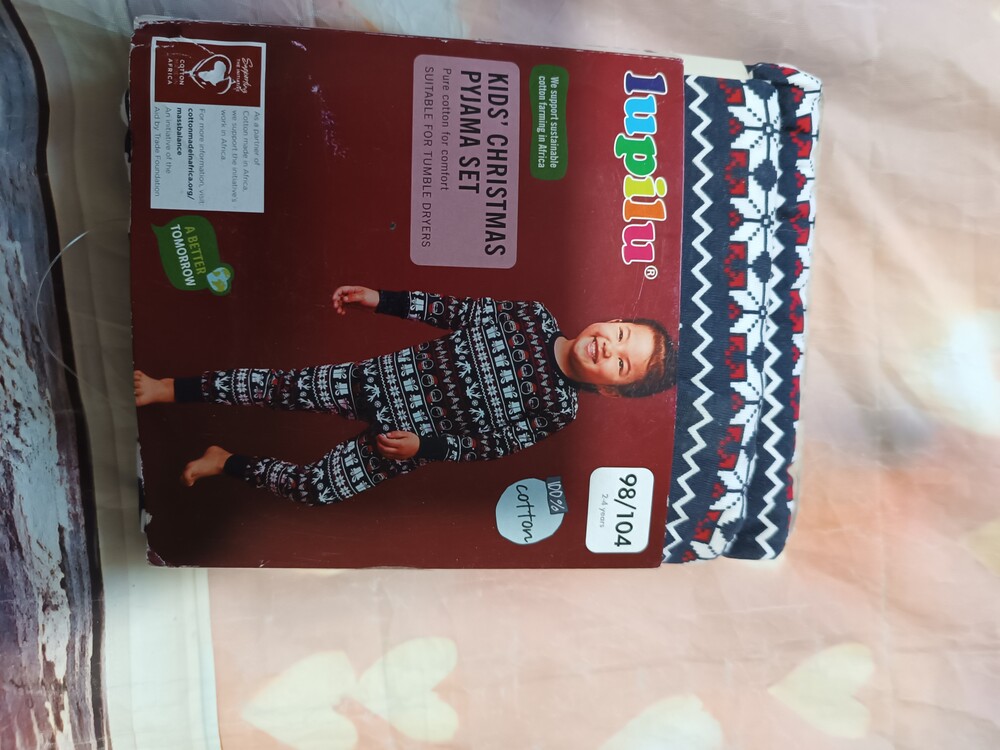 lupilu®
We support sustainable
cotton farming in Africa
KIDS' CHRISTMAS
PYJAMA SET
Pure cotton for comfort
SUITABLE FOR TUMBLE DRYERS
98/104
2-4 years
100%
cotton
Supporting
THE INITIATIVE
COTTON
AFRICA
As a partner of
Cotton made in Africa,
we support the initiative's
work in Africa.
For more information, visit:
cottonmadeinafrica.org/
massbalance
An initiative of the
Aid by Trade Foundation.
A BETTER
TOMORROW